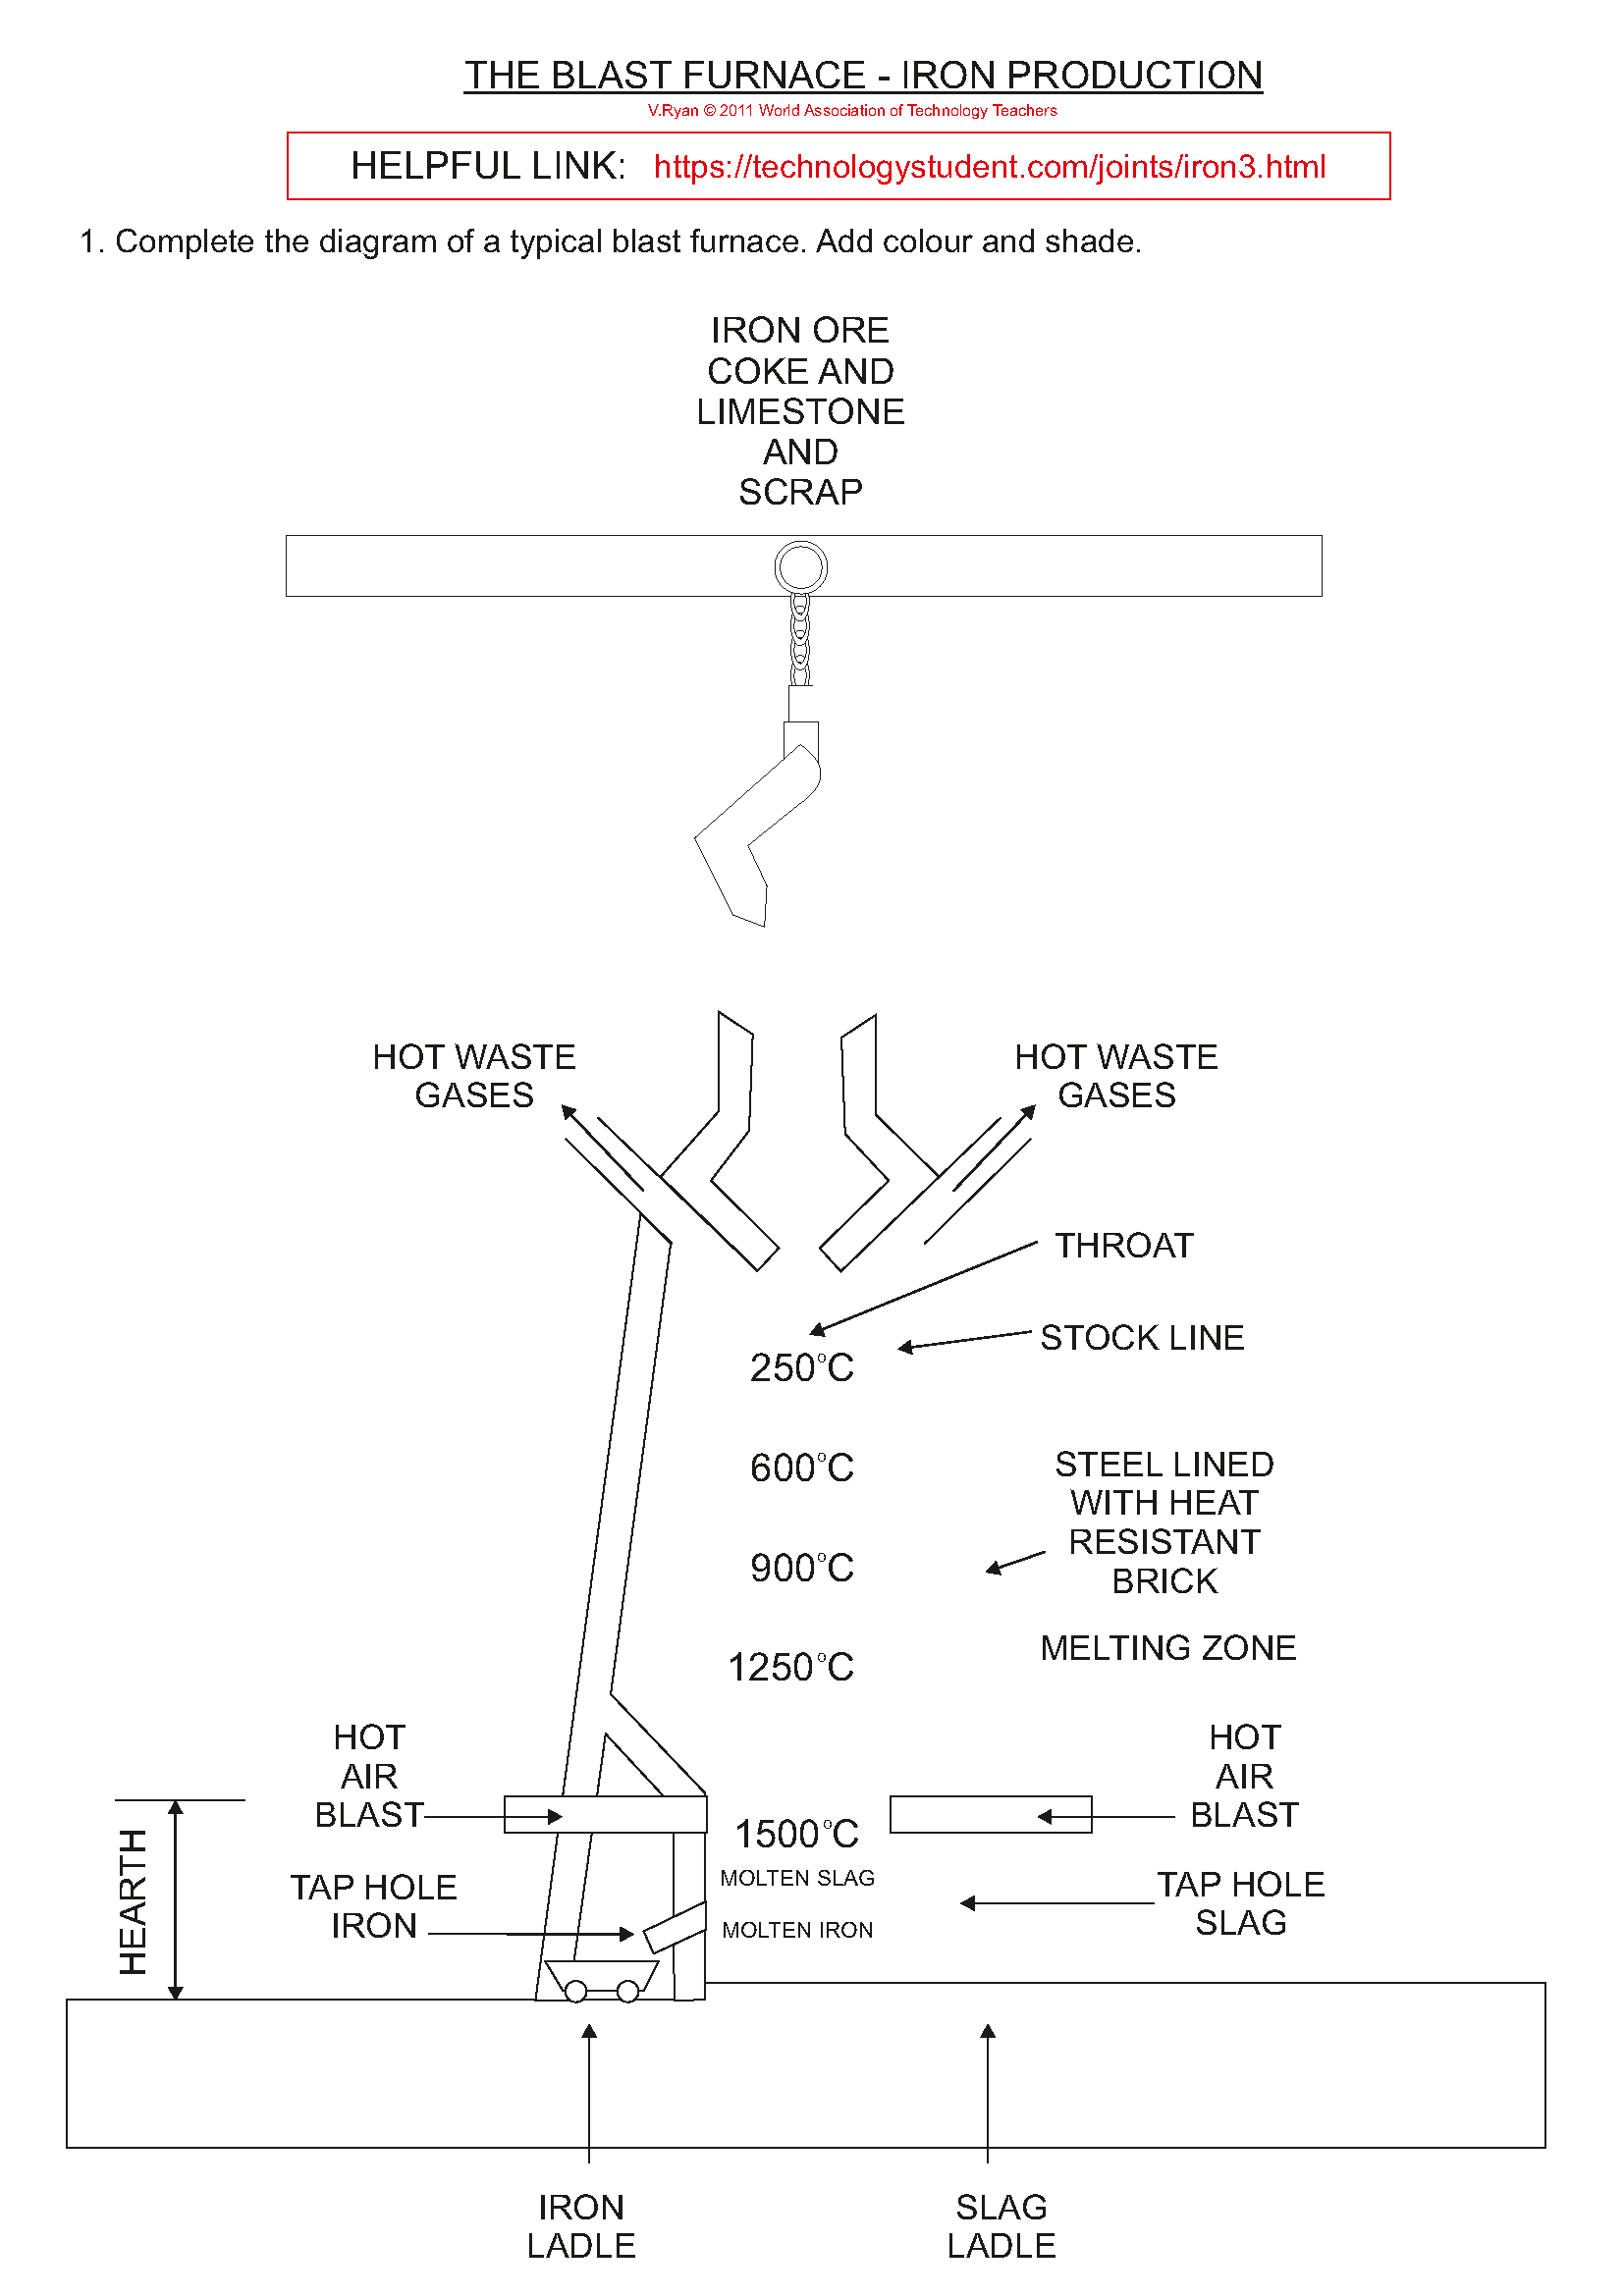 THE BLAST FURNACE - IRON PRODUCTION
V.Ryan © 2011 World Association of Technology Teachers
HELPFUL LINK: https://technologystudent.com/joints/iron3.html
1. Complete the diagram of a typical blast furnace. Add colour and shade.
IRON ORE
COKE AND
LIMESTONE
AND
SCRAP
HOT WASTE
GASES
HOT WASTE
GASES
THROAT
STOCK LINE
250°C
600°C
STEEL LINED
WITH HEAT
RESISTANT
BRICK
900°C
MELTING ZONE
1250°C
HOT
AIR
BLAST
HOT
AIR
BLAST
1500°C
MOLTEN SLAG
HEARTH
TAP HOLE
IRON
MOLTEN IRON
TAP HOLE
SLAG
IRON
LADLE
SLAG
LADLE